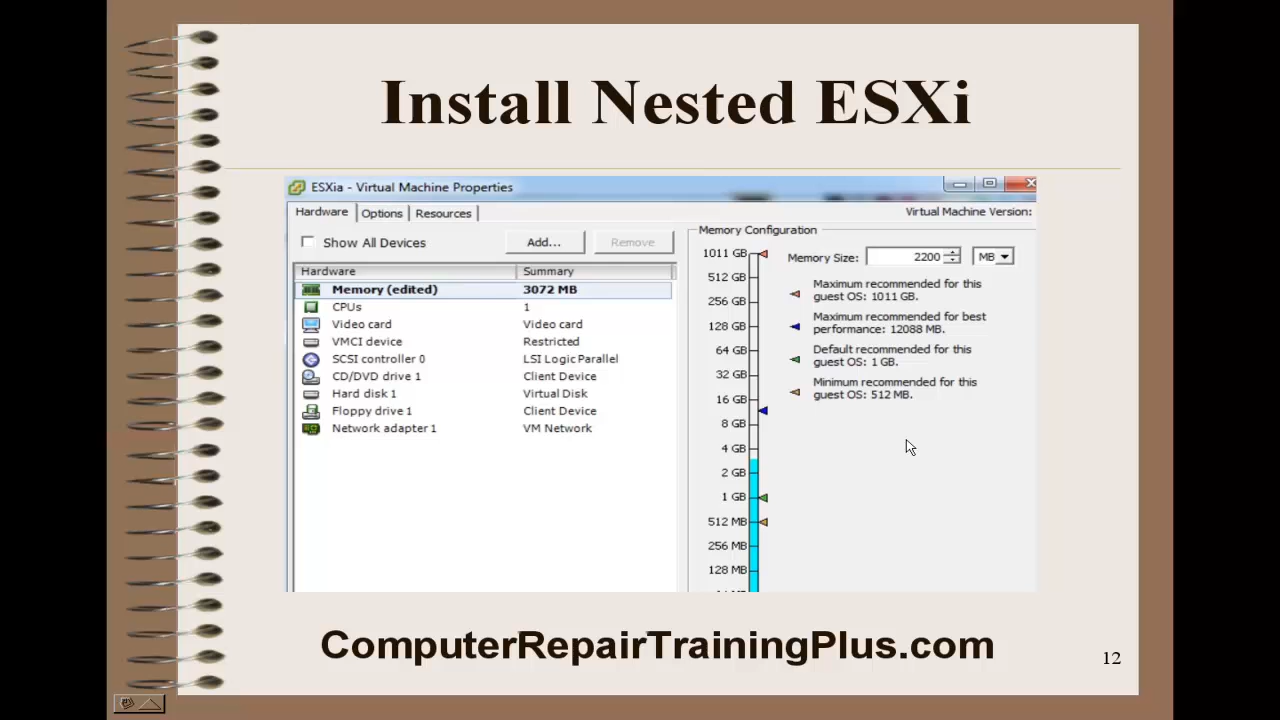 Install Nested ESXi
ESXia - Virtual Machine Properties
Hardware Options Resources
Virtual Machine Version:
Show All Devices
Add...
Remove
Hardware Summary
Memory (edited) 3072 MB
CPUs 1
Video card Video card
VMCI device Restricted
SCSI controller 0 LSI Logic Parallel
CD/DVD drive 1 Client Device
Hard disk 1 Virtual Disk
Floppy drive 1 Client Device
Network adapter 1 VM Network
Memory Configuration
1011 GB
512 GB
256 GB
128 GB
64 GB
32 GB
16 GB
8 GB
4 GB
2 GB
1 GB
512 MB
256 MB
128 MB
Memory Size: 2200 MB
Maximum recommended for this
guest OS: 1011 GB.
Maximum recommended for best
performance: 12088 MB.
Default recommended for this
guest OS: 1 GB.
Minimum recommended for this
guest OS: 512 MB.
ComputerRepairTrainingPlus.com
12